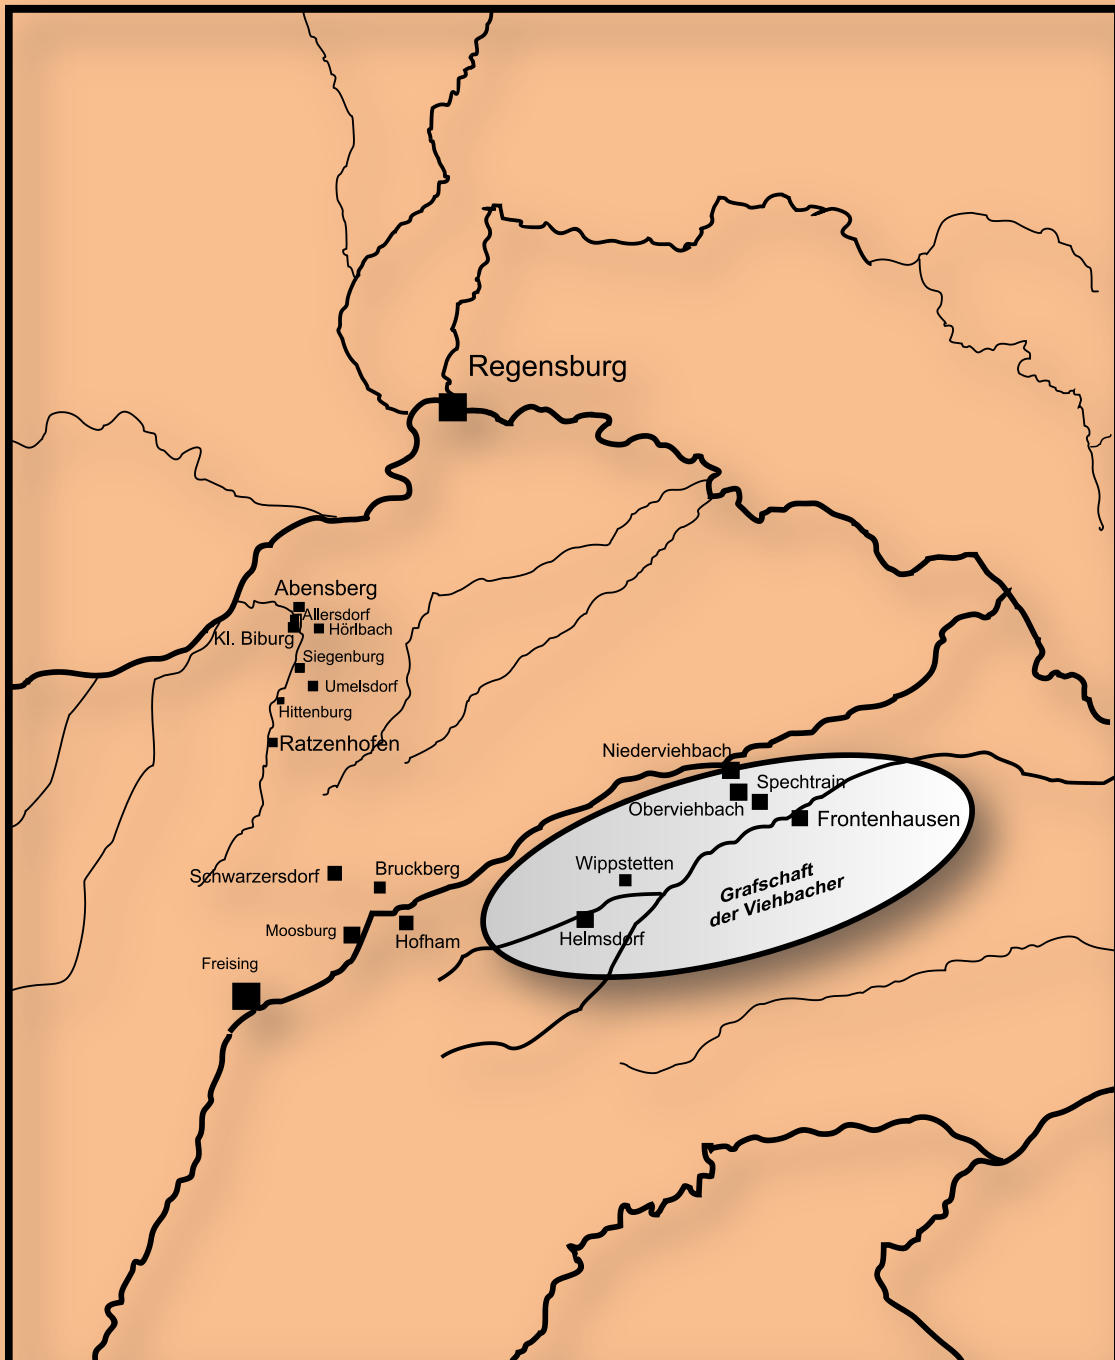 Regensburg
Abensberg
Allersdorf
Hörlbach
Kl. Biburg
Siegenburg
Umelsdorf
Hittenburg
Ratzenhofen
Niederviehbach
Spechtrain
Oberviehbach
Frontenhausen
Wippstetten
Bruckberg
Schwarzersdorf
Grafschaft
der Viehbacher
Moosburg
Hofham
Helmsdorf
Freising